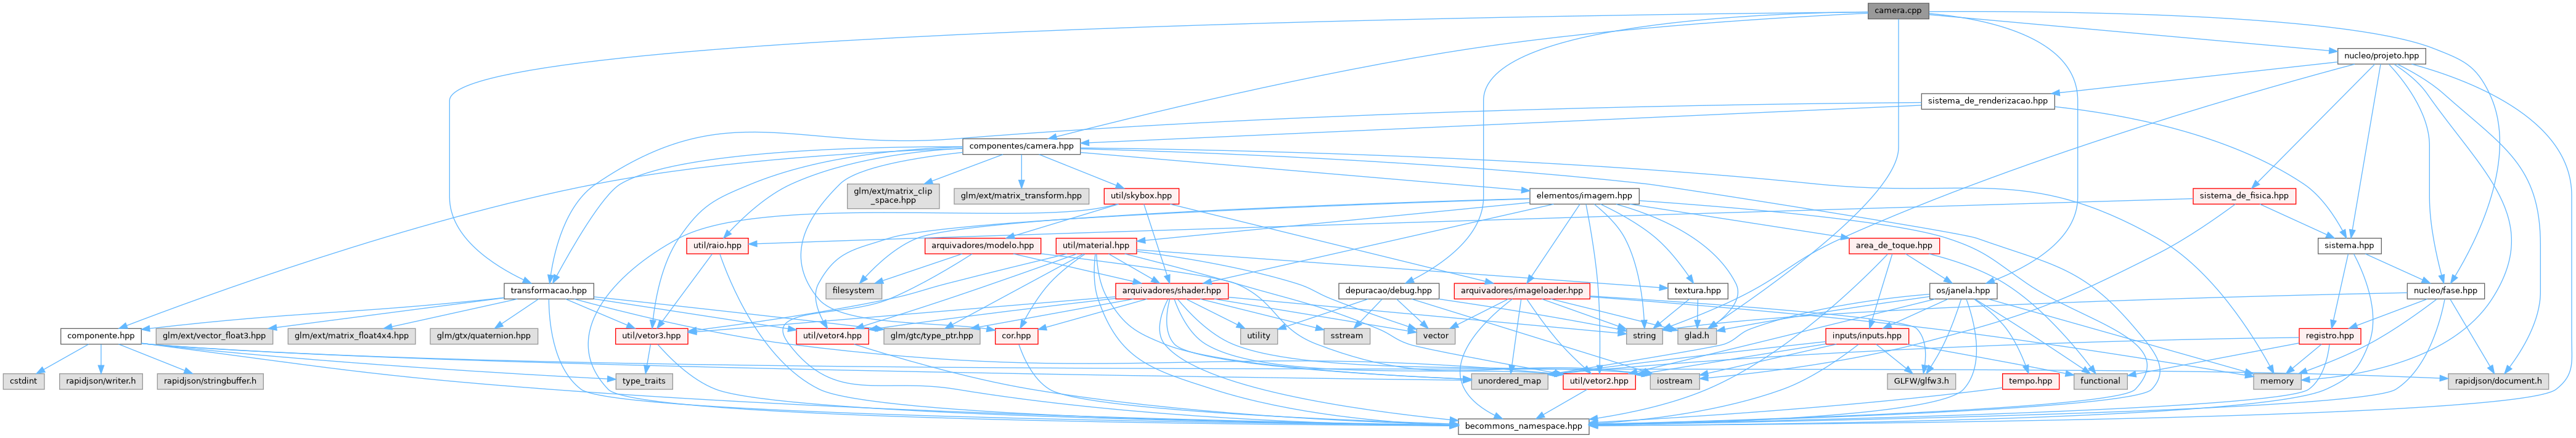 camera.cpp
nucleo/projeto.hpp
sistema_de_renderizacao.hpp
componentes/camera.hpp
glm/ext/matrix_clip
_space.hpp
glm/ext/matrix_transform.hpp
util/skybox.hpp
elementos/imagem.hpp
sistema_de_fisica.hpp
util/raio.hpp
arquivadores/modelo.hpp
util/material.hpp
area_de_toque.hpp
sistema.hpp
transformacao.hpp
filesystem
arquivadores/shader.hpp
depuracao/debug.hpp
arquivadores/imageloader.hpp
textura.hpp
os/janela.hpp
nucleo/fase.hpp
componente.hpp
glm/ext/vector_float3.hpp
glm/ext/matrix_float4x4.hpp
glm/gtx/quaternion.hpp
util/vetor3.hpp
util/vetor4.hpp
glm/gtc/type_ptr.hpp
cor.hpp
utility
sstream
vector
string
glad.h
inputs/inputs.hpp
registro.hpp
cstdint
rapidjson/writer.h
rapidjson/stringbuffer.h
type_traits
unordered_map
util/vetor2.hpp
iostream
GLFW/glfw3.h
tempo.hpp
functional
memory
rapidjson/document.h
becommons_namespace.hpp